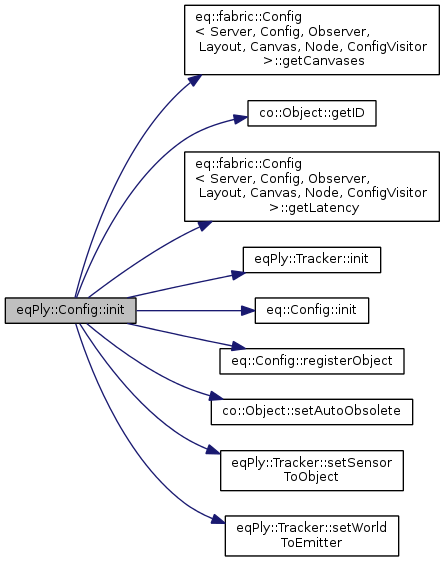 eq::fabric::Config
< Server, Config, Observer,
Layout, Canvas, Node, ConfigVisitor
>::getCanvases
co::Object::getID
eq::fabric::Config
< Server, Config, Observer,
Layout, Canvas, Node, ConfigVisitor
>::getLatency
eqPly::Tracker::init
eqPly::Config::init
eq::Config::init
eq::Config::registerObject
co::Object::setAutoObsolete
eqPly::Tracker::setSensor
ToObject
eqPly::Tracker::setWorld
ToEmitter